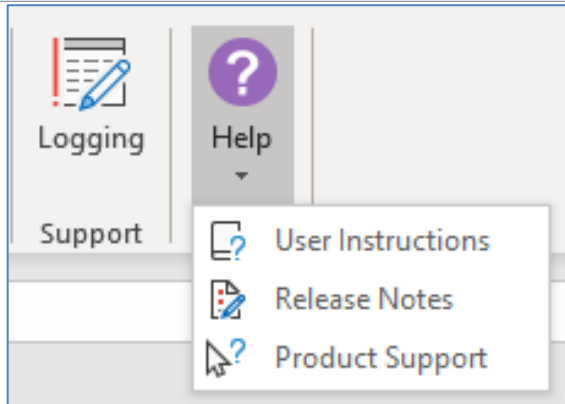 Logging
Help
Support
User Instructions
Release Notes
Product Support